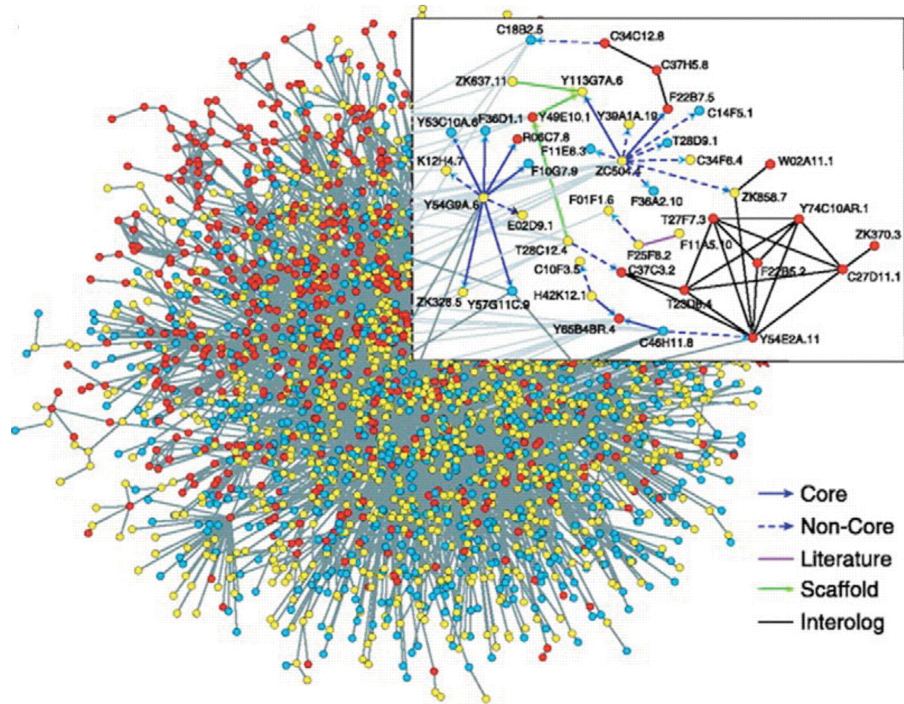 C18B2.5
C34C12.8
C37H5.8
ZK637.11
Y113G7A.6
F22B7.5
Y53C10A.6
F36D1.1
Y49E10.1
Y39A1A.19
C14F5.1
R06C7.8
F11E6.3
T28D9.1
K12H4.7
F10G7.9
ZC504.4
C34F6.4
W02A11.1
Y54G9A.6
F01F1.6
F36A2.10
ZK858.7
E02D9.1
T27F7.3
Y74C10AR.1
T28C12.4
F11A5.10
ZK370.3
F25F8.2
C10F3.5
C37C3.2
F22B5.2
C27D11.1
ZK328.5
Y57G11C.9
H42K12.1
T23D8.4
Y65B4BR.4
C46H11.8
Y54E2A.11
Core
Non-Core
Literature
Scaffold
Interolog